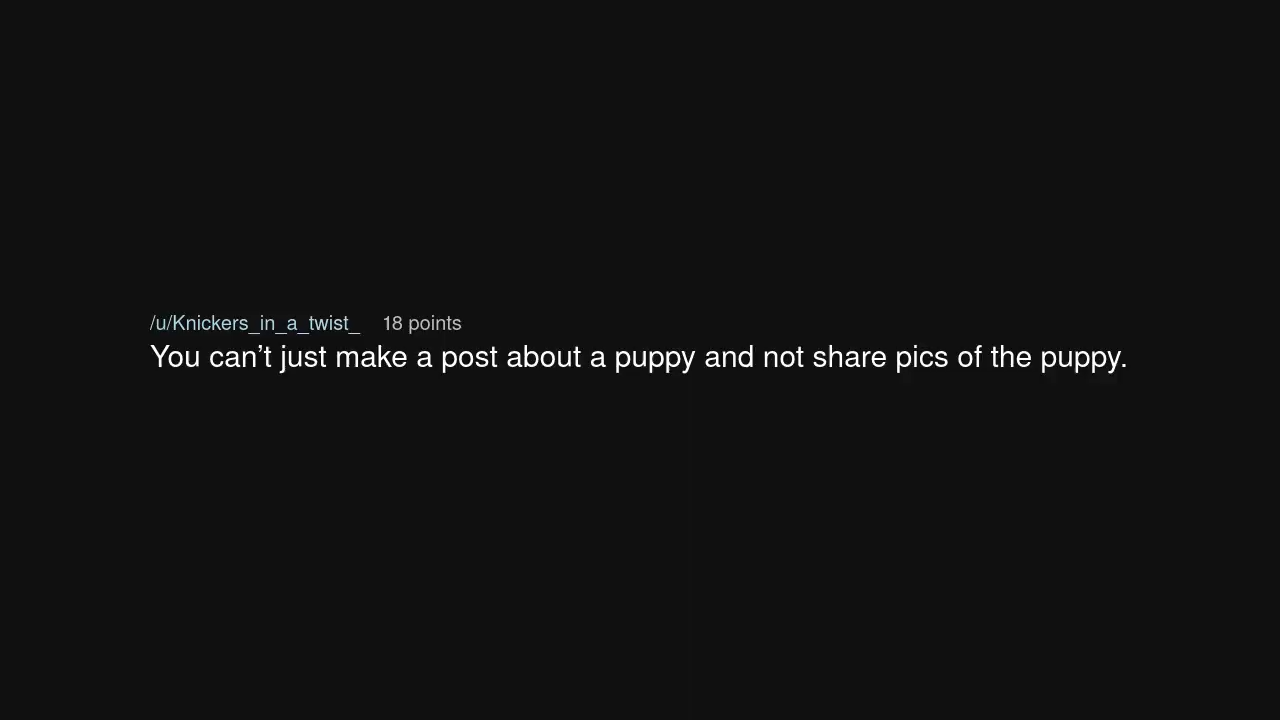 /u/Knickers_in_a_twist_ 18 points
You can’t just make a post about a puppy and not share pics of the puppy.